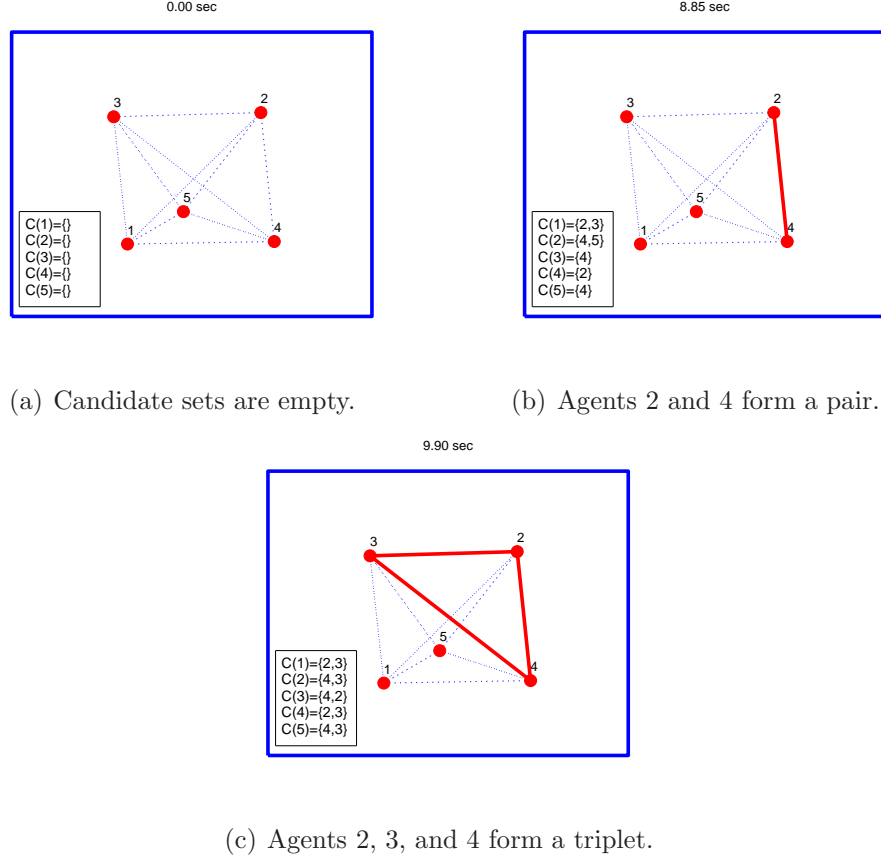 0.00 sec
3
2
5
1
4
C(1)={}
C(2)={}
C(3)={}
C(4)={}
C(5)={}
(a) Candidate sets are empty.
8.85 sec
3
2
5
1
4
C(1)={2,3}
C(2)={4,5}
C(3)={4}
C(4)={2}
C(5)={4}
(b) Agents 2 and 4 form a pair.
9.90 sec
3
2
5
1
4
C(1)={2,3}
C(2)={4,3}
C(3)={4,2}
C(4)={2,3}
C(5)={4,3}
(c) Agents 2, 3, and 4 form a triplet.